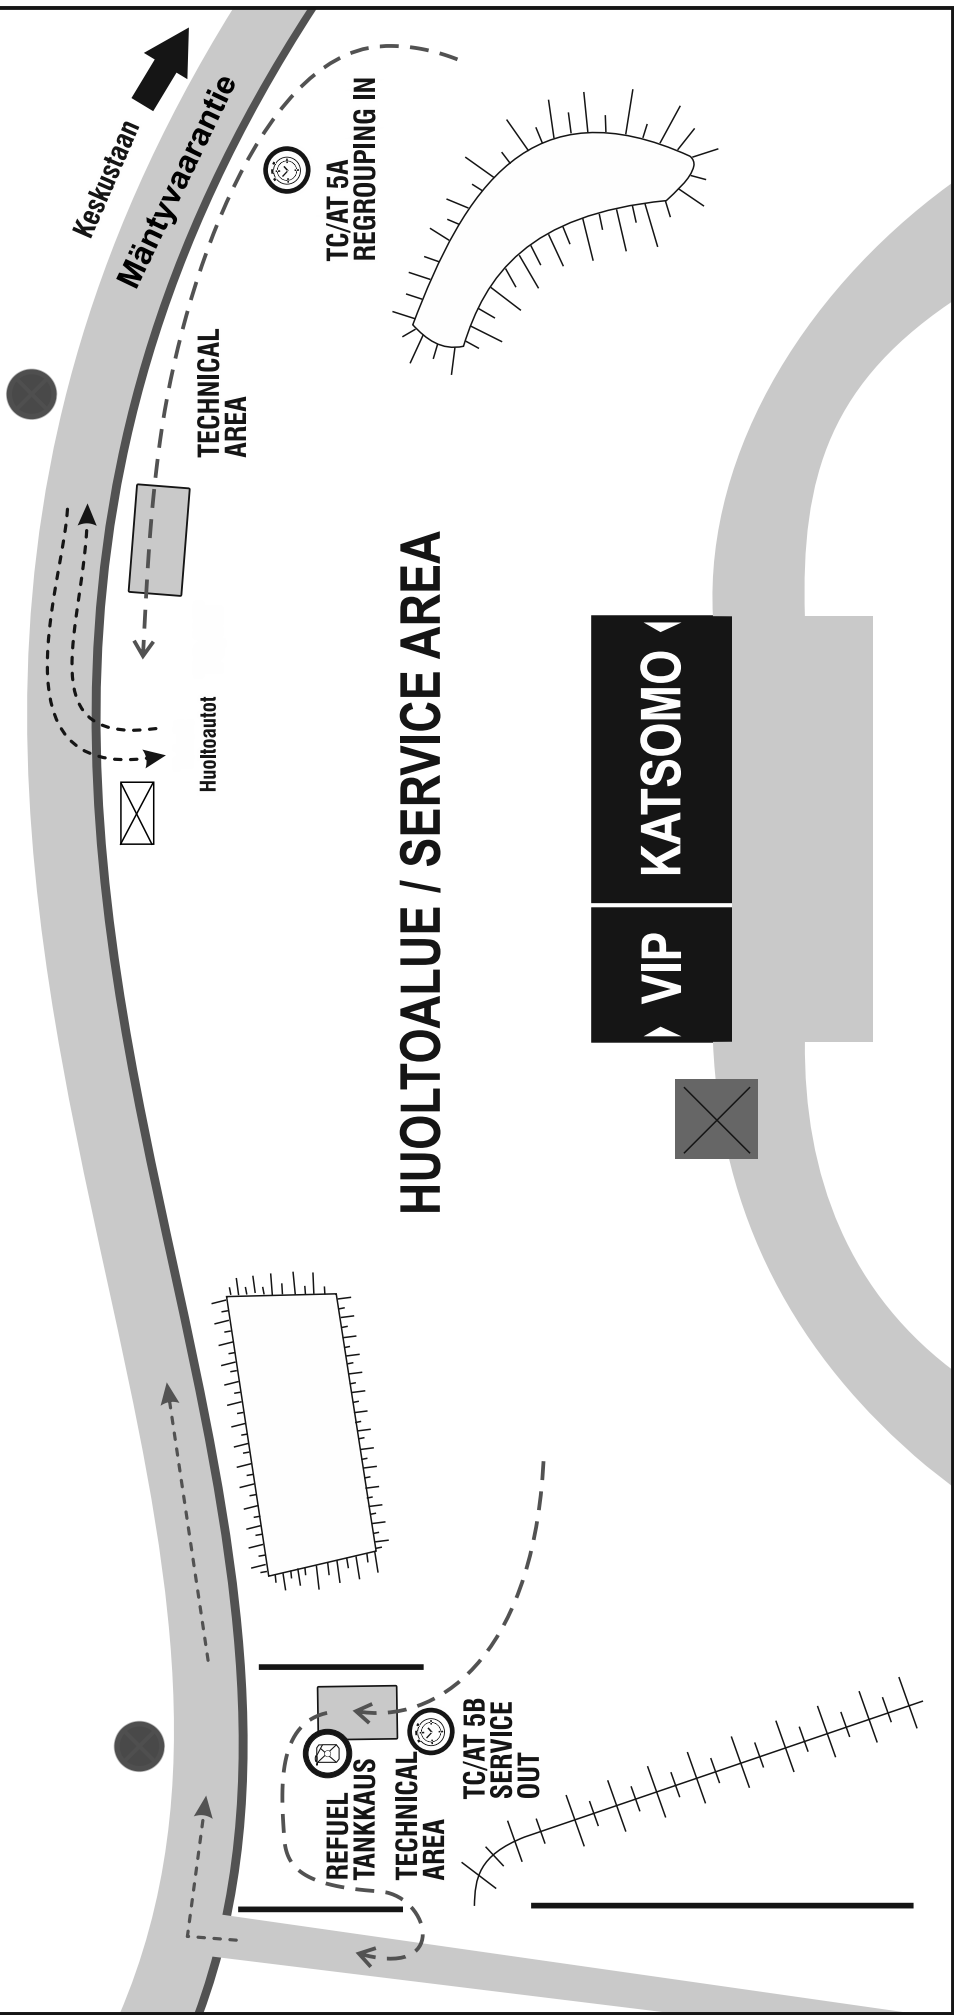 Keskustaan
Mäntyvaarantie
TC/AT 5A
REGROUPING IN
TECHNICAL
AREA
Huoltoautot
HUOLTOALUE / SERVICE AREA
KATSOMO
VIP
REFUEL
TANKKAUS
TECHNICAL
AREA
TC/AT 5B
SERVICE
OUT